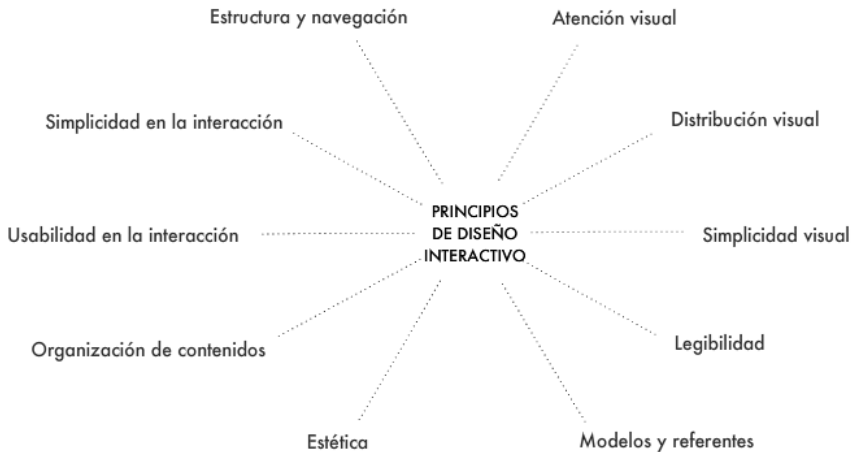 Estructura y navegación
Atención visual
Simplicidad en la interacción
Distribución visual
PRINCIPIOS
DE DISEÑO
INTERACTIVO
Usabilidad en la interacción
Simplicidad visual
Organización de contenidos
Legibilidad
Estética
Modelos y referentes